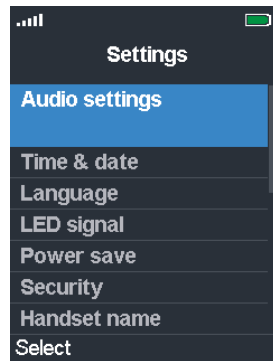 Settings
Audio settings
Time & date
Language
LED signal
Power save
Security
Handset name
Select